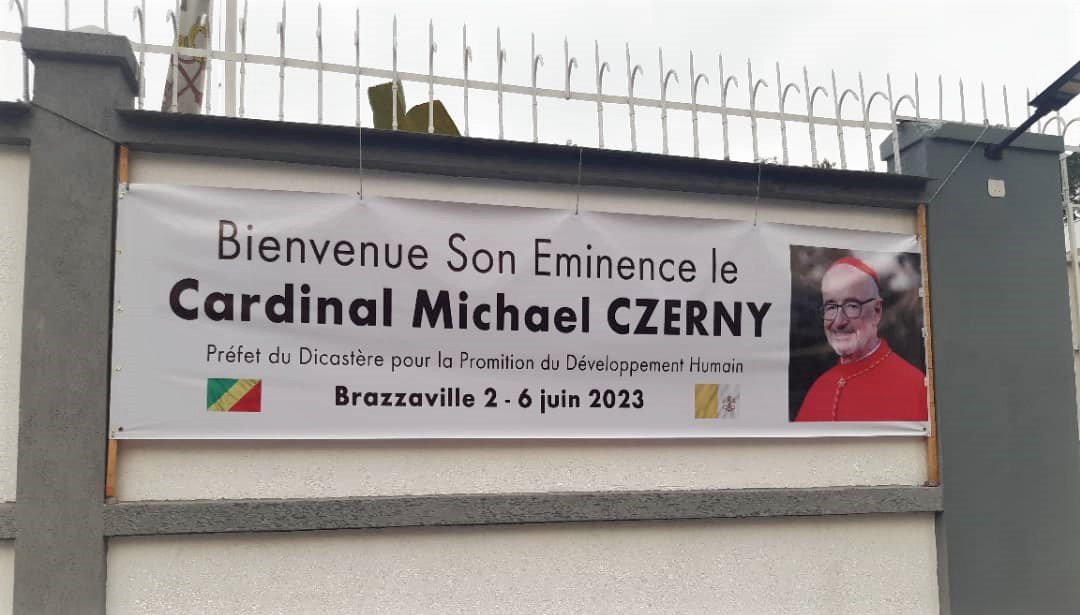 Bienvenue Son Eminence le
Cardinal Michael CZERNY
Préfet du Dicastère pour la Promition du Développement Humain
Brazzaville 2 - 6 juin 2023